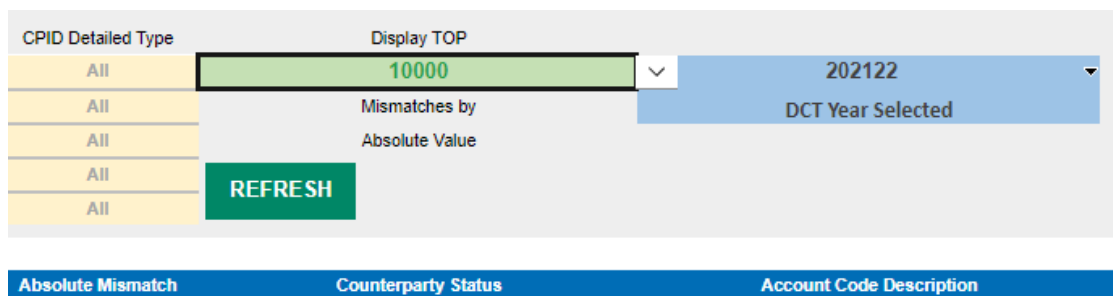 CPID Detailed Type Display TOP
All 10000 202122
All Mismatches by DCT Year Selected
All Absolute Value
All
REFRESH
All
Absolute Mismatch Counterparty Status Account Code Description